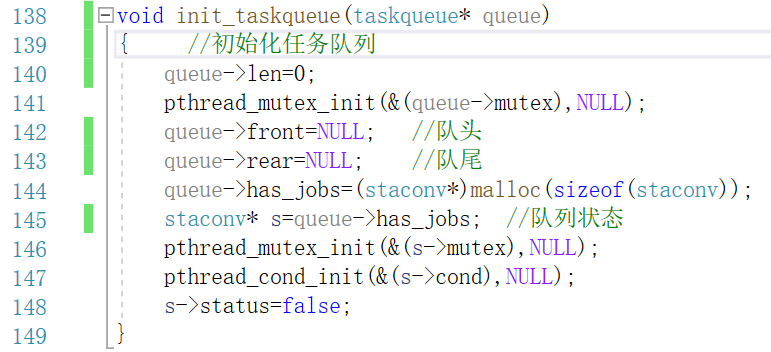 138 void init_taskqueue(taskqueue* queue)
139 {    //初始化任务队列
140     queue->len=0;
141     pthread_mutex_init(&(queue->mutex),NULL);
142     queue->front=NULL;   //队头
143     queue->rear=NULL;    //队尾
144     queue->has_jobs=(staconv*)malloc(sizeof(staconv));
145     staconv* s=queue->has_jobs;  //队列状态
146     pthread_mutex_init(&(s->mutex),NULL);
147     pthread_cond_init(&(s->cond),NULL);
148     s->status=false;
149 }